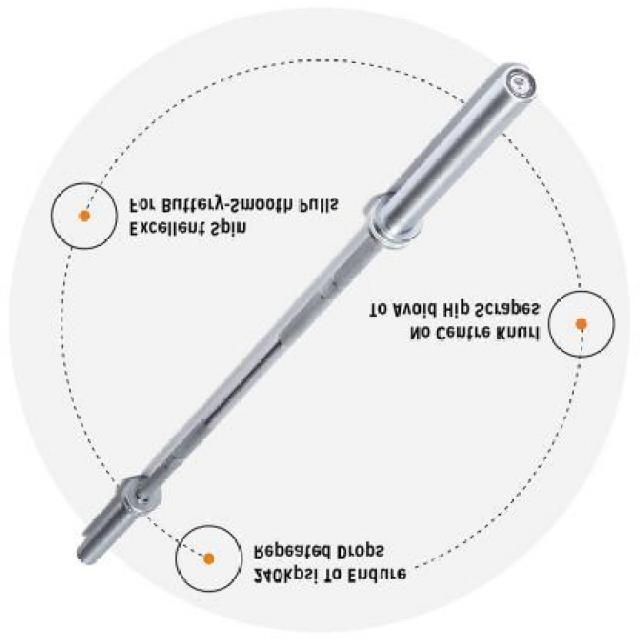 Excellent Spin
For Buttery-Smooth Pulls
No Centre Knurl
To Avoid Hip Scrapes
240kpsi To Endure
Repeated Drops